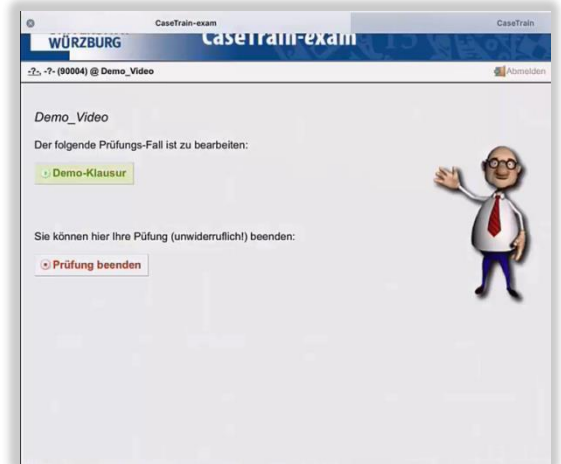 CaseTrain-exam
CaseTrain
WÜRZBURG
CaseTrain-exam
-?-, -?- (90004) @ Demo_Video
Abmelden
Demo_Video
Der folgende Prüfungs-Fall ist zu bearbeiten:
Demo-Klausur
Sie können hier Ihre Püfung (unwiderruflich!) beenden:
Prüfung beenden